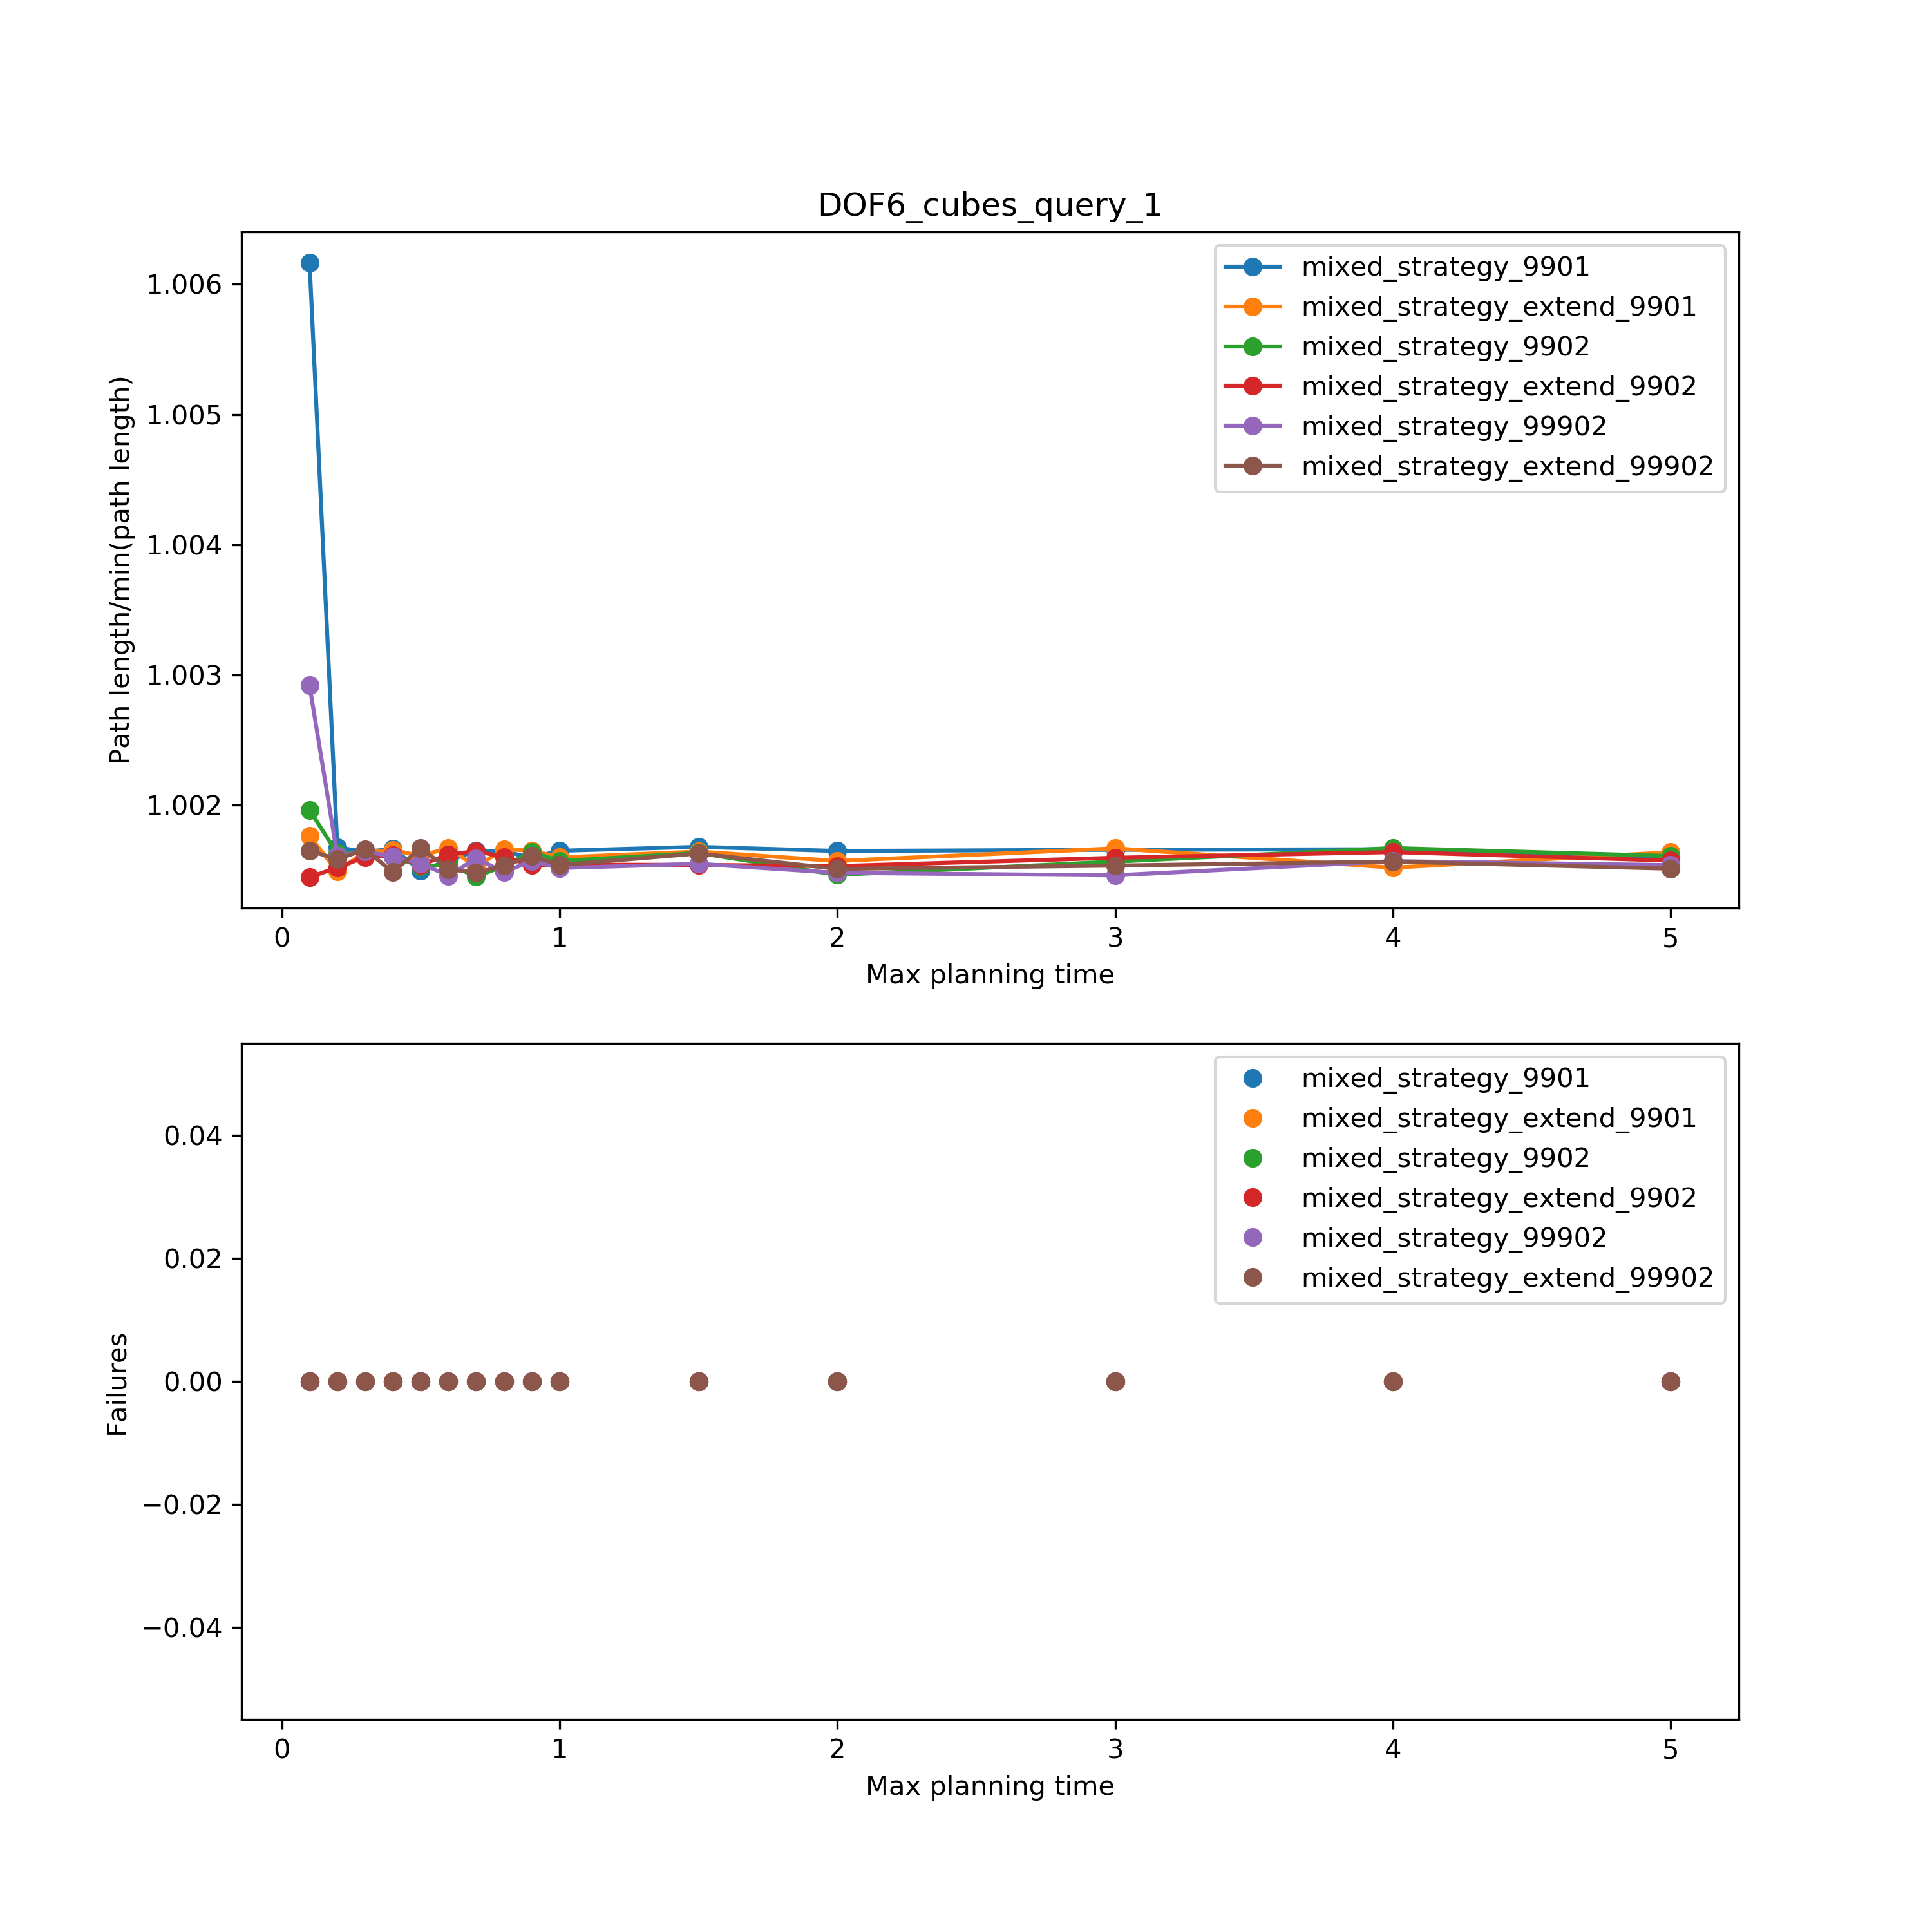 DOF6_cubes_query_1
1.006
1.005
1.004
1.003
1.002
Path length/min(path length)
mixed_strategy_9901
mixed_strategy_extend_9901
mixed_strategy_9902
mixed_strategy_extend_9902
mixed_strategy_99902
mixed_strategy_extend_99902
0 1 2 3 4 5
Max planning time
0.04
0.02
0.00
−0.02
−0.04
Failures
mixed_strategy_9901
mixed_strategy_extend_9901
mixed_strategy_9902
mixed_strategy_extend_9902
mixed_strategy_99902
mixed_strategy_extend_99902
0 1 2 3 4 5
Max planning time